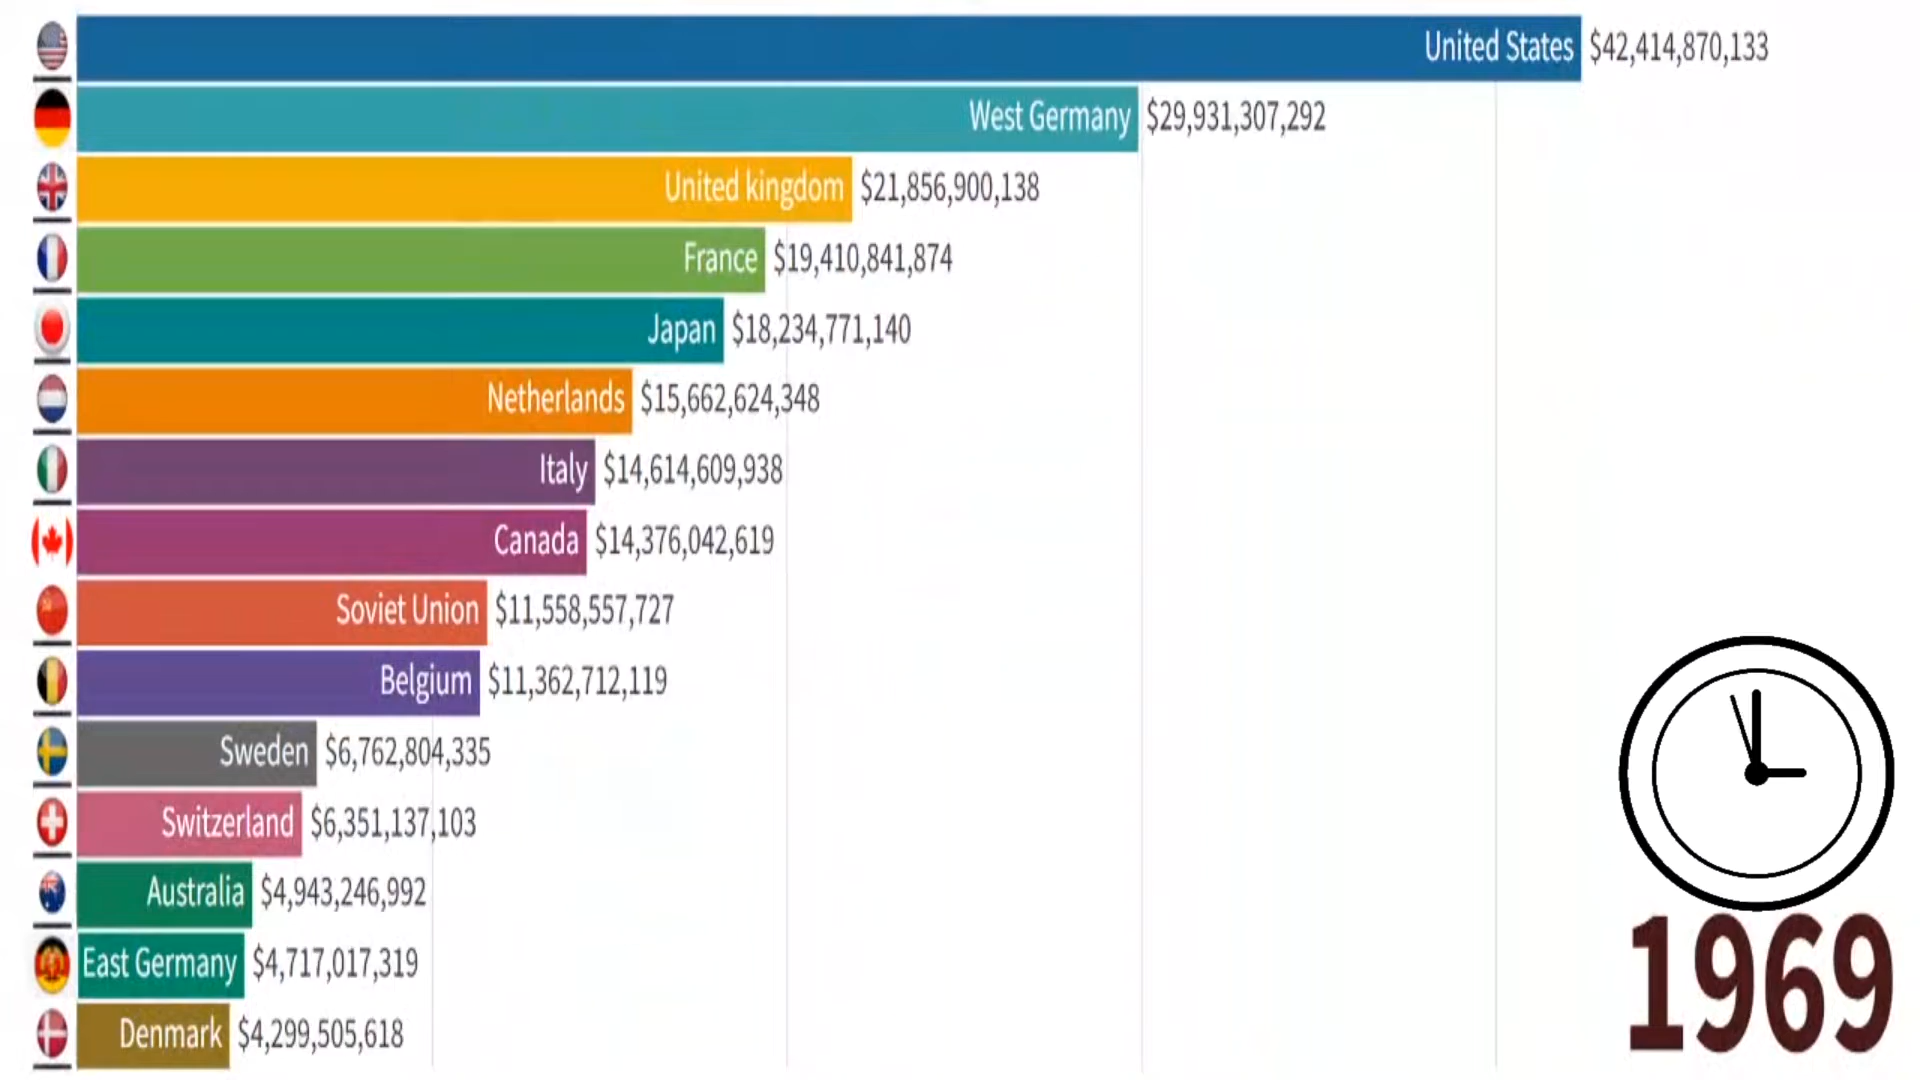 United States $42,414,870,133
West Germany $29,931,307,292
United kingdom $21,856,900,138
France $19,410,841,874
Japan $18,234,771,140
Netherlands $15,662,624,348
Italy $14,614,609,938
Canada $14,376,042,619
Soviet Union $11,558,557,727
Belgium $11,362,712,119
Sweden $6,762,804,335
Switzerland $6,351,137,103
Australia $4,943,246,992
East Germany $4,717,017,319
Denmark $4,299,505,618
1969